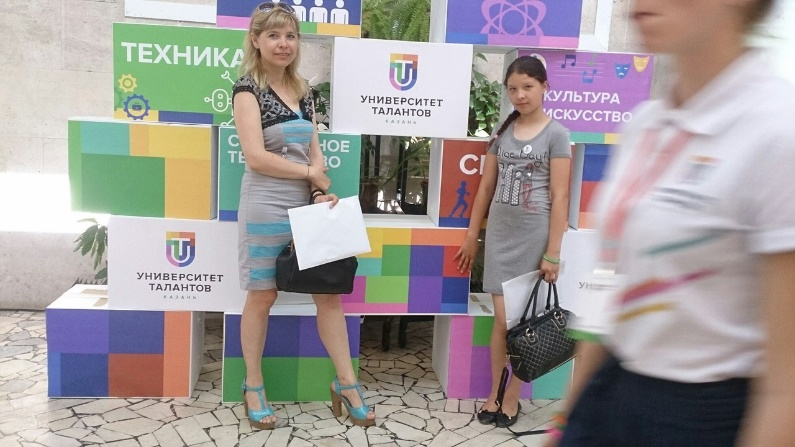 ТЕХНИКА
УНИВЕРСИТЕТ
ТАЛАНТОВ
КАЗАНЬ
КУЛЬТУРА
ИСКУССТВО
УНИВЕРСИТЕТ
ТАЛАНТОВ
КАЗАНЬ